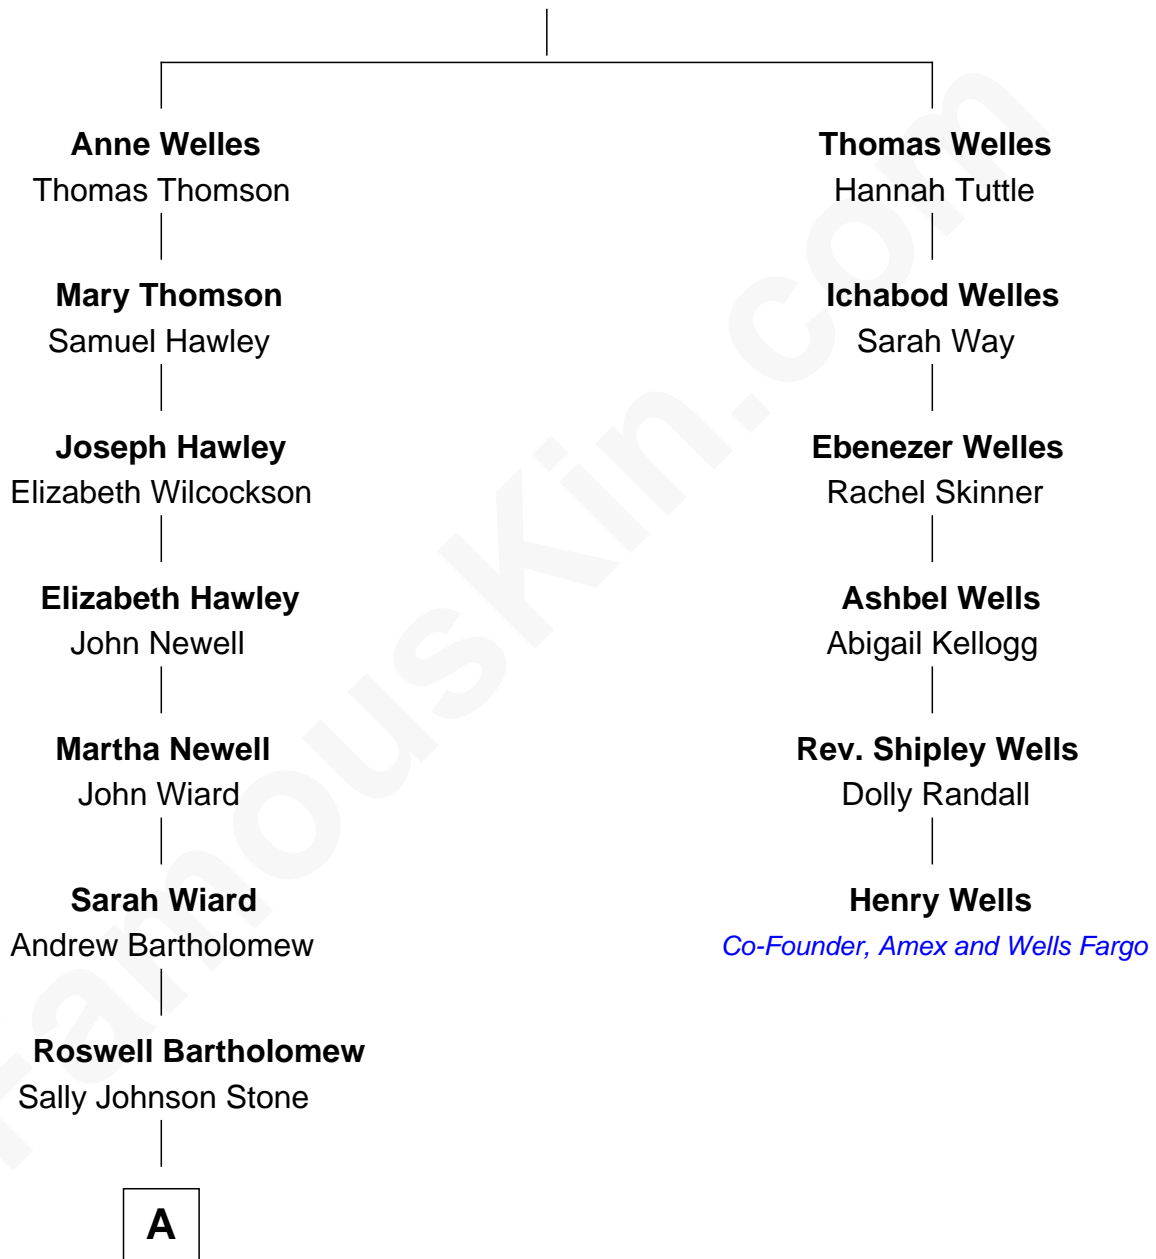 Anne Welles
Thomas Thomson
Mary Thomson
Samuel Hawley
Joseph Hawley
Elizabeth Wilcockson
Elizabeth Hawley
John Newell
Martha Newell
John Wiard
Sarah Wiard
Andrew Bartholomew
Roswell Bartholomew
Sally Johnson Stone
A
Thomas Welles
Hannah Tuttle
Ichabod Welles
Sarah Way
Ebenezer Welles
Rachel Skinner
Ashbel Wells
Abigail Kellogg
Rev. Shipley Wells
Dolly Randall
Henry Wells
Co-Founder, Amex and Wells Fargo
FamousKin.com